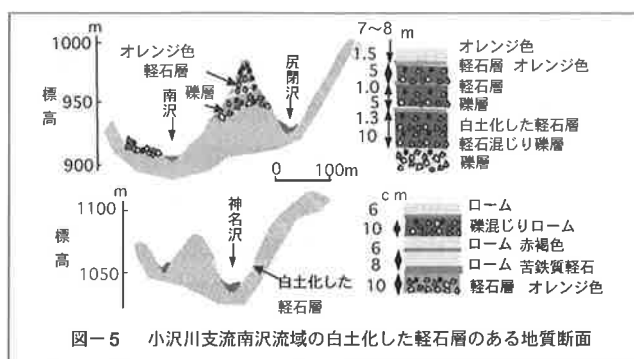 1000
m
950
900
標高
オレンジ色
軽石層
礫層
南沢
尻閉沢
0 100m
7〜8 m
1.5
5
1.0
5
1.3
10
オレンジ色
軽石層 オレンジ色
軽石層
礫層
白土化した軽石層
軽石混じり礫層
礫層
m
1100
1050
標高
神名沢
白土化した
軽石層
cm
6
10
6
8
10
ローム
礫混じりローム
ローム 赤褐色
ローム 苦鉄質軽石
軽石層 オレンジ色
図−5 小沢川支流南沢流域の白土化した軽石層のある地質断面